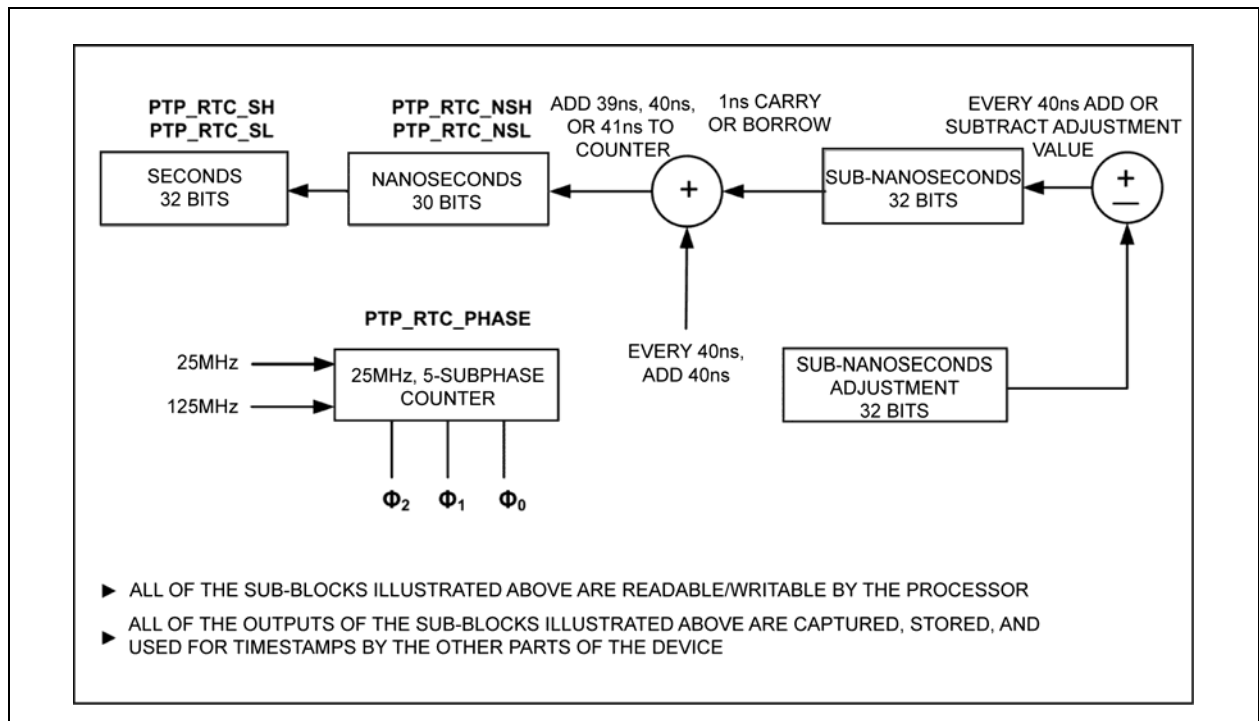 PTP_RTC_SH
PTP_RTC_SL
SECONDS
32 BITS
PTP_RTC_NSH
PTP_RTC_NSL
NANOSECONDS
30 BITS
ADD 39ns, 40ns,
OR 41ns TO
COUNTER
+
1ns CARRY
OR BORROW
SUB-NANOSECONDS
32 BITS
EVERY 40ns ADD OR
SUBTRACT ADJUSTMENT
VALUE
+
−
PTP_RTC_PHASE
25MHz
125MHz
25MHz, 5-SUBPHASE
COUNTER
Φ₂ Φ₁ Φ₀
EVERY 40ns,
ADD 40ns
SUB-NANOSECONDS
ADJUSTMENT
32 BITS
► ALL OF THE SUB-BLOCKS ILLUSTRATED ABOVE ARE READABLE/WRITABLE BY THE PROCESSOR
► ALL OF THE OUTPUTS OF THE SUB-BLOCKS ILLUSTRATED ABOVE ARE CAPTURED, STORED, AND
USED FOR TIMESTAMPS BY THE OTHER PARTS OF THE DEVICE